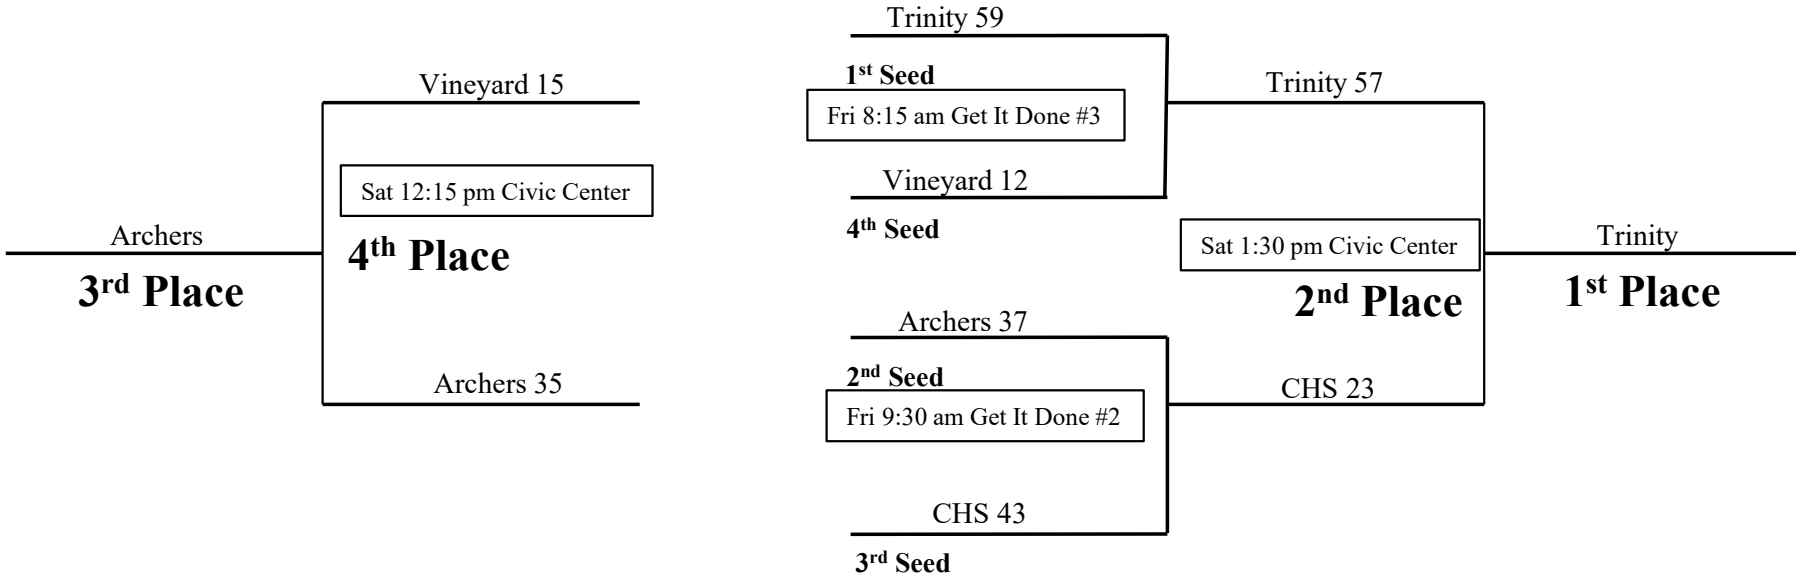 Trinity 59
1st Seed
Fri 8:15 am Get It Done #3
Vineyard 12
4th Seed
Vineyard 15
Sat 12:15 pm Civic Center
4th Place
Archers
3rd Place
Archers 35
Trinity 57
Sat 1:30 pm Civic Center
2nd Place
Trinity
1st Place
Archers 37
2nd Seed
Fri 9:30 am Get It Done #2
CHS 23
CHS 43
3rd Seed